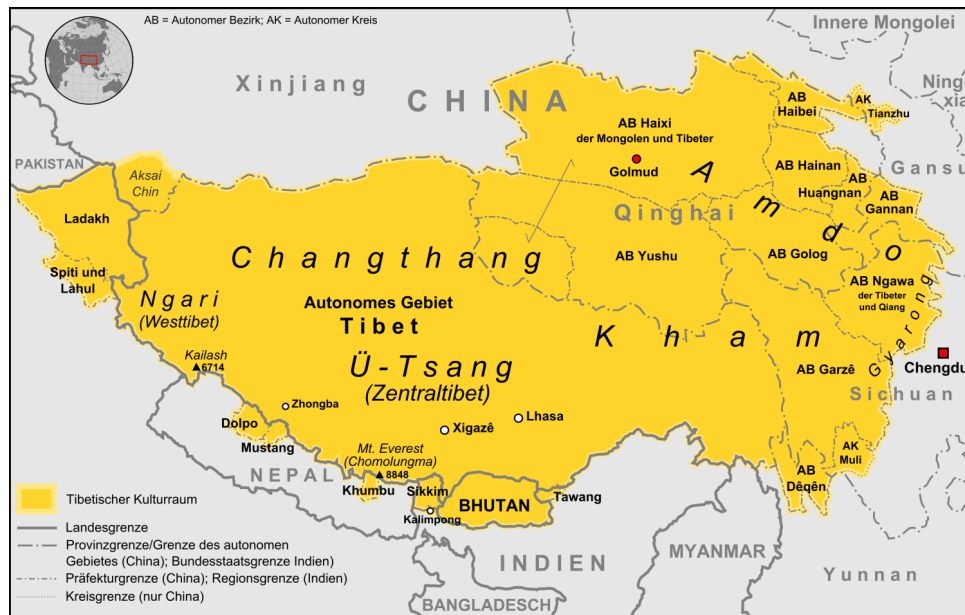 AB = Autonomer Bezirk; AK = Autonomer Kreis
Innere Mongolei
Xinjiang
CHINA
Ning-
xia
AB
Haibei
AK
Tianzhu
AB Haixi
der Mongolen und Tibeter
Golmud
PAKISTAN
Aksai
Chin
AB Hainan
Gansu
AB
Huangnan
AB
Gannan
Amdo
Ladakh
Qinghai
Changthang
AB Yushu
AB Golog
Spiti und
Lahul
AB Ngawa
der Tibeter
und Qiang
Ngari
(Westtibet)
Autonomes Gebiet
Tibet
Kham
Gyarong
Kailash
6714
Ü-Tsang
(Zentraltibet)
AB Garzê
Chengdu
Sichuan
Zhongba
Lhasa
Dolpo
Xigazê
Mustang
Mt. Everest
(Chomolungma)
8848
AK
Muli
NEPAL
AB
Dêqên
Khumbu
Sikkim
BHUTAN
Tawang
Kalimpong
Tibetischer Kulturraum
Landesgrenze
Provinzgrenze/Grenze des autonomen
Gebietes (China); Bundesstaatsgrenze Indien)
Präfekturgrenze (China); Regionsgrenze (Indien)
Kreisgrenze (nur China)
INDIEN
MYANMAR
Yunnan
BANGLADESCH